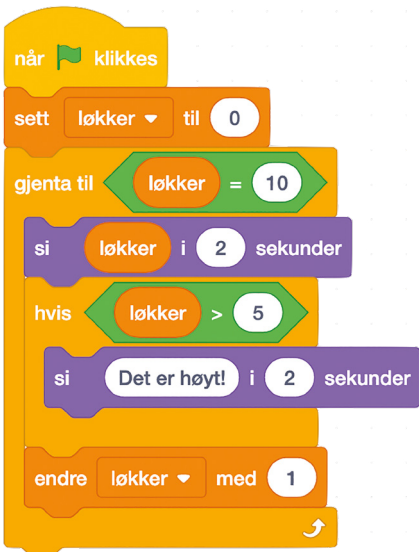 når klikkes
sett løkker til 0
gjenta til løkker = 10
si løkker i 2 sekunder
hvis løkker > 5
si Det er høyt! i 2 sekunder
endre løkker med 1